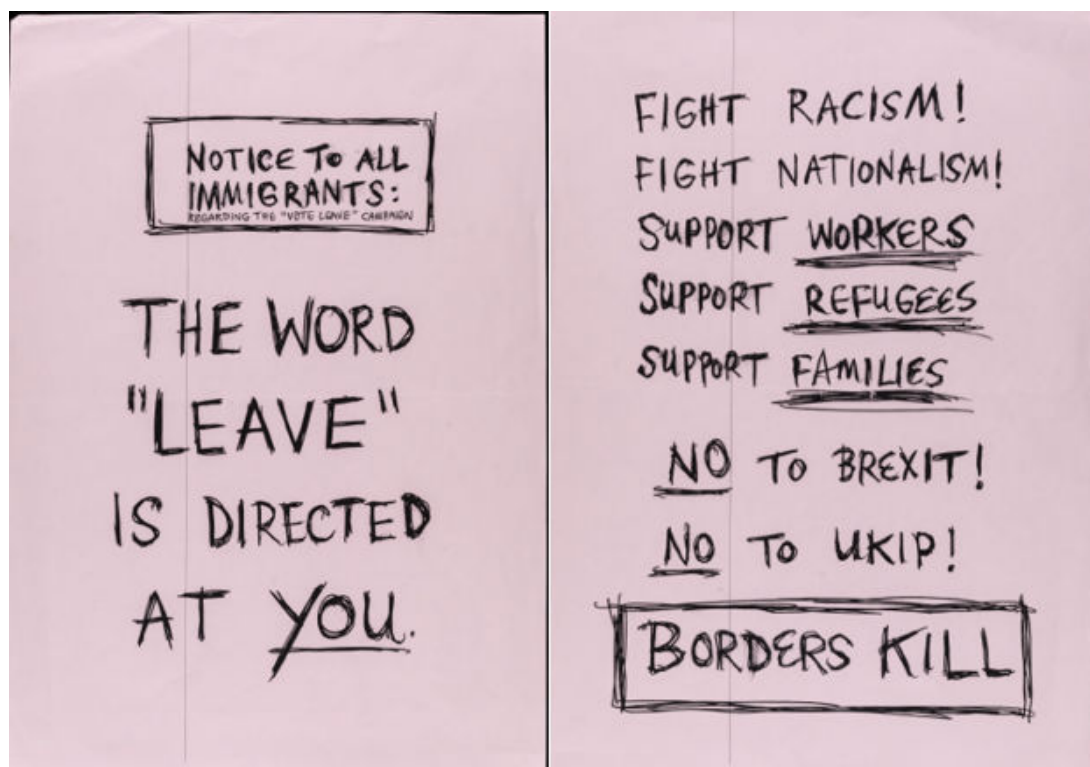 NOTICE TO ALL
IMMIGRANTS:
REGARDING THE "VOTE LEAVE" CAMPAIGN
THE WORD
"LEAVE"
IS DIRECTED
AT YOU.
FIGHT RACISM!
FIGHT NATIONALISM!
SUPPORT WORKERS
SUPPORT REFUGEES
SUPPORT FAMILIES
NO TO BREXIT!
NO TO UKIP!
BORDERS KILL